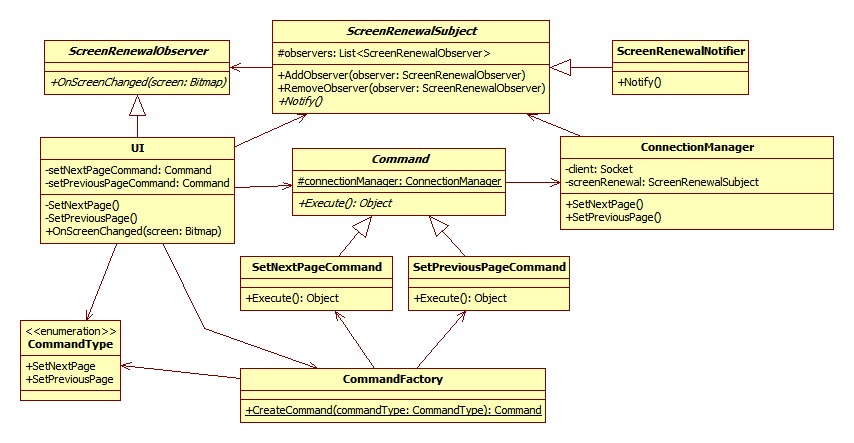 ScreenRenewalSubject
#observers: List<ScreenRenewalObserver>
+AddObserver(observer: ScreenRenewalObserver)
+RemoveObserver(observer: ScreenRenewalObserver)
+Notify()
ScreenRenewalObserver
+OnScreenChanged(screen: Bitmap)
ScreenRenewalNotifier
+Notify()
UI
-setNextPageCommand: Command
-setPreviousPageCommand: Command
-SetNextPage()
-SetPreviousPage()
+OnScreenChanged(screen: Bitmap)
Command
#connectionManager: ConnectionManager
+Execute(): Object
ConnectionManager
-client: Socket
-screenRenewal: ScreenRenewalSubject
+SetNextPage()
+SetPreviousPage()
SetNextPageCommand
+Execute(): Object
SetPreviousPageCommand
+Execute(): Object
<<enumeration>>
CommandType
+SetNextPage
+SetPreviousPage
CommandFactory
+CreateCommand(commandType: CommandType): Command